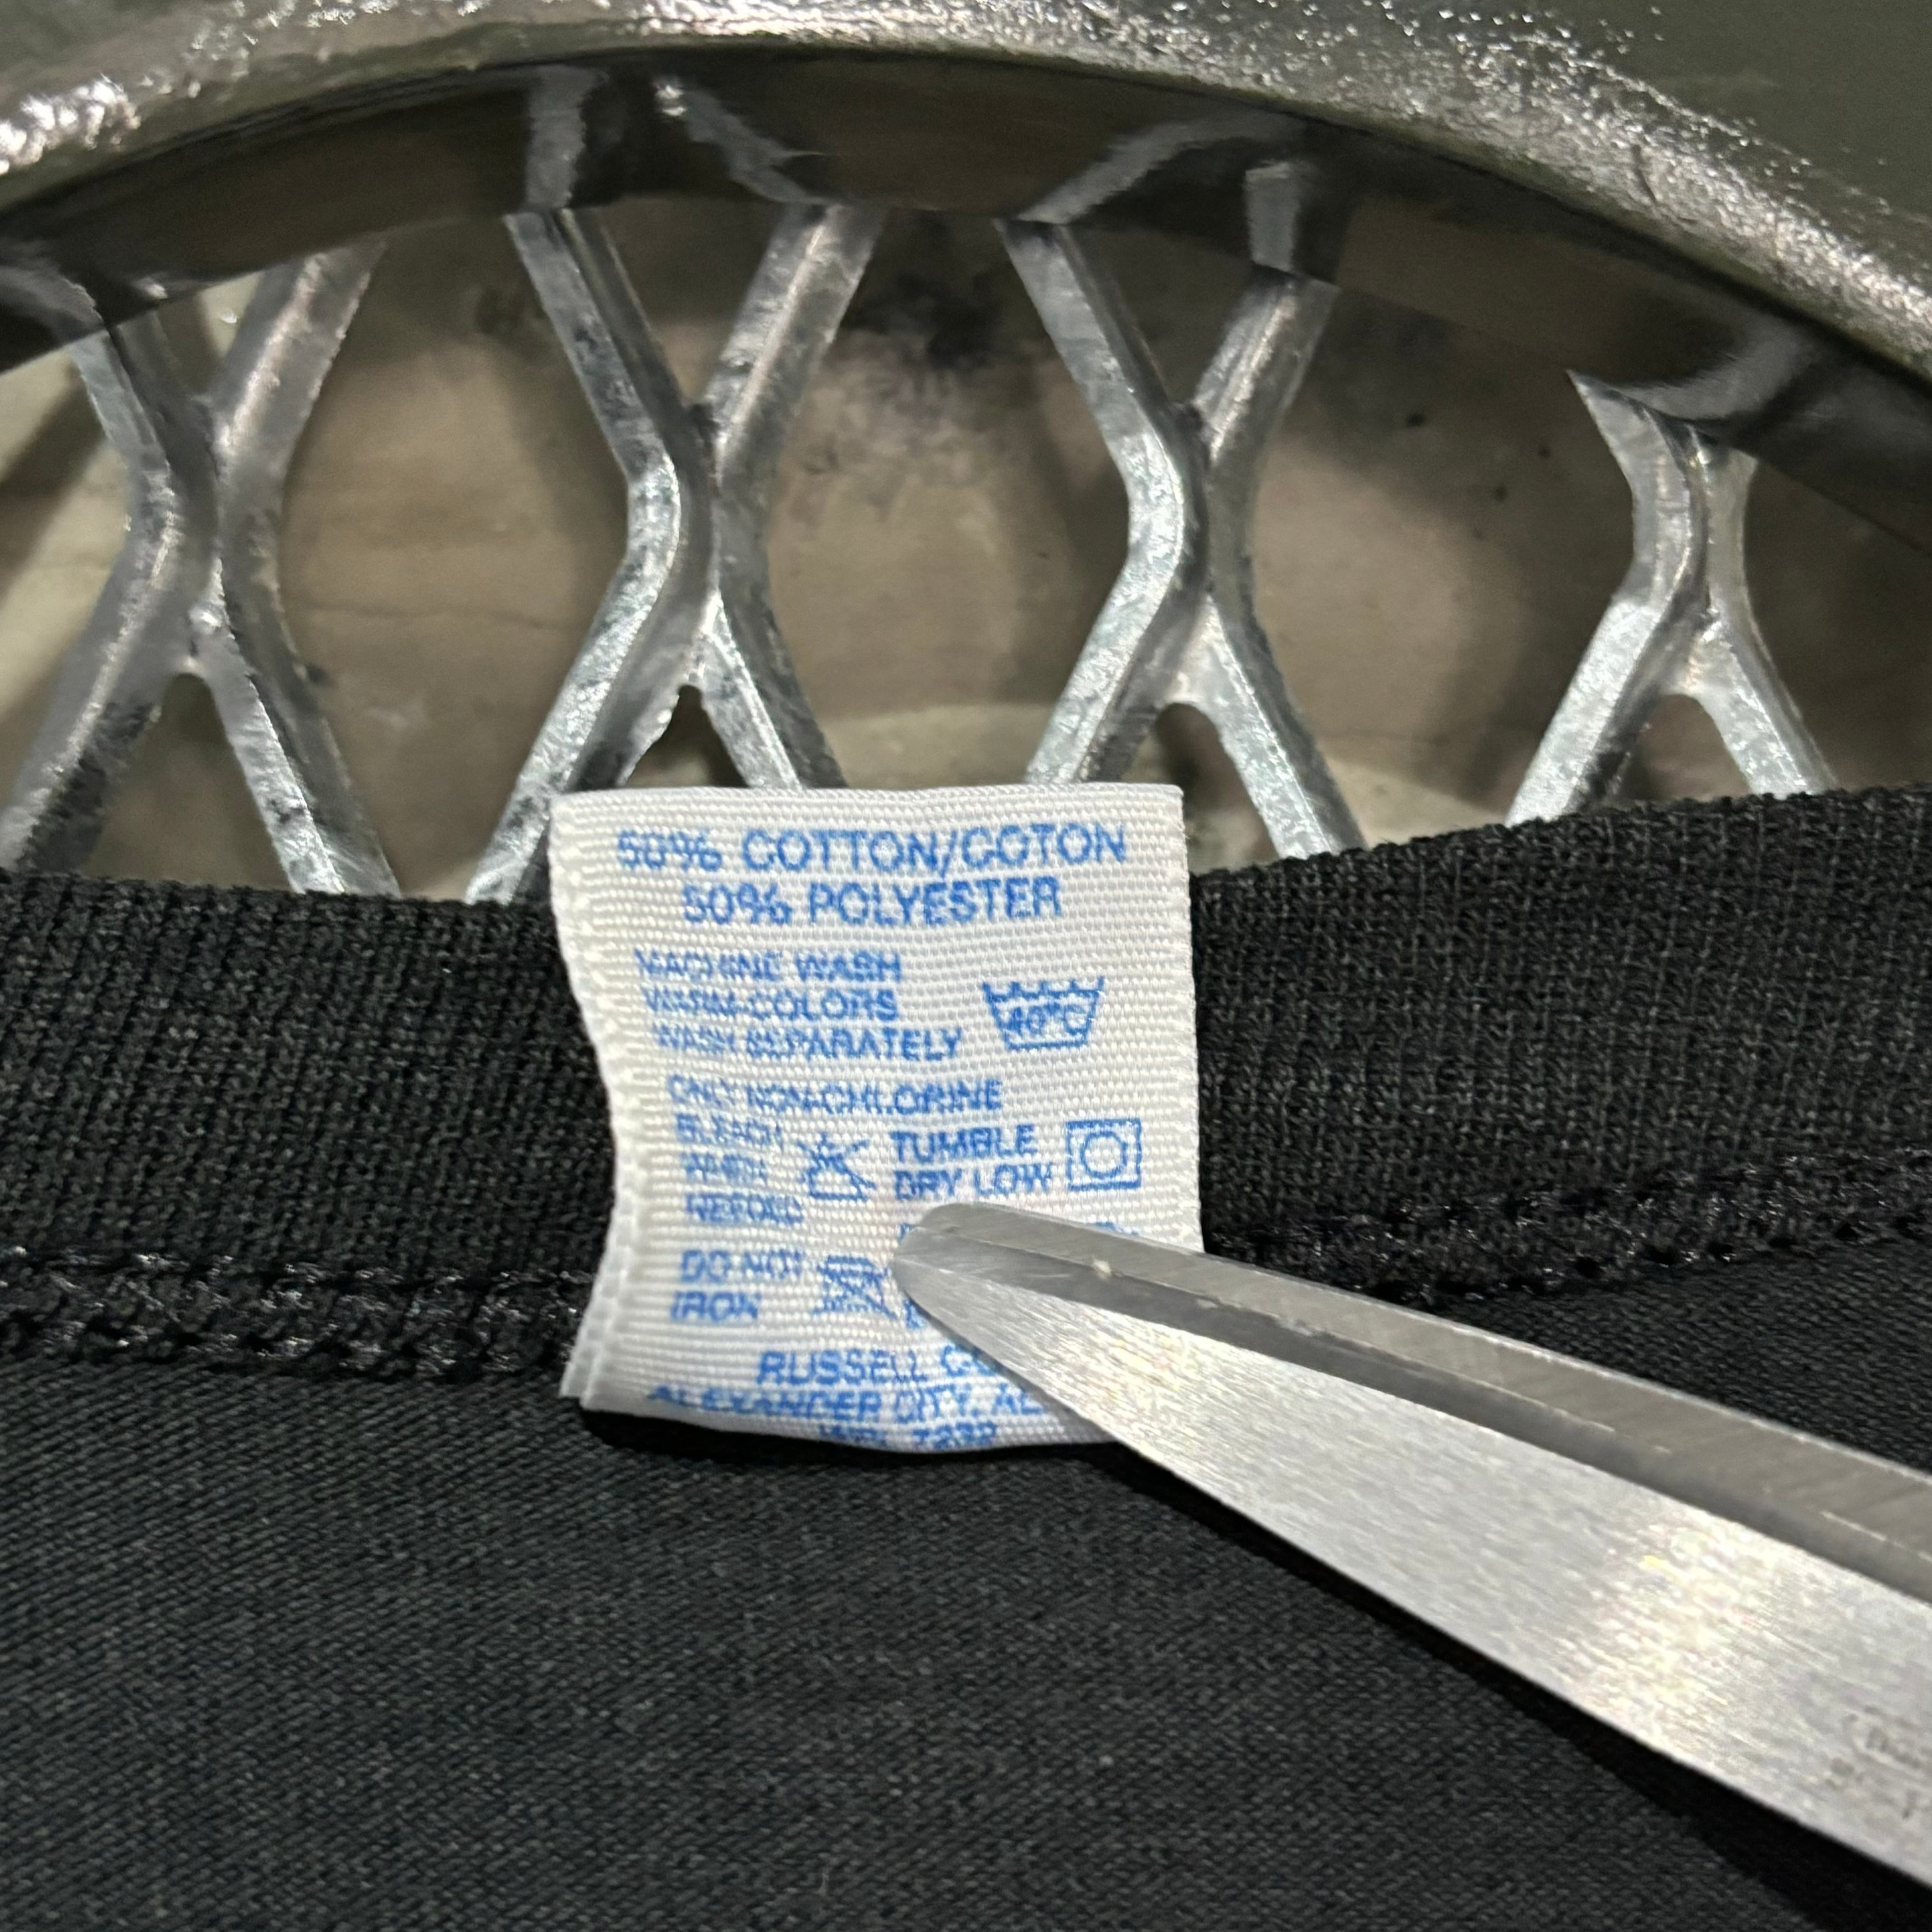 50% COTTON/COTON
50% POLYESTER
MACHINE WASH
WARM-COLORS
WASH SEPARATELY
40°C
ONLY NON-CHLORINE
BLEACH
WHEN
NEEDED
TUMBLE
DRY LOW
DO NOT
IRON
RUSSELL
ALEXANDER CITY, AL